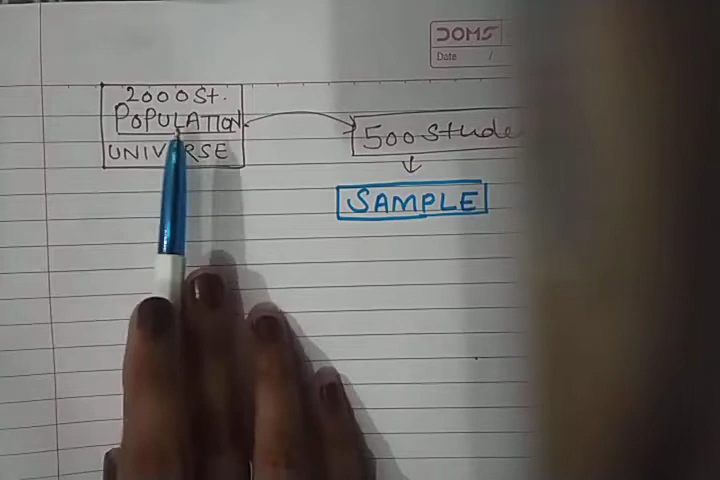 DOMS
Date /
2000 St.
POPULATION
UNIVERSE
500 Stude
SAMPLE